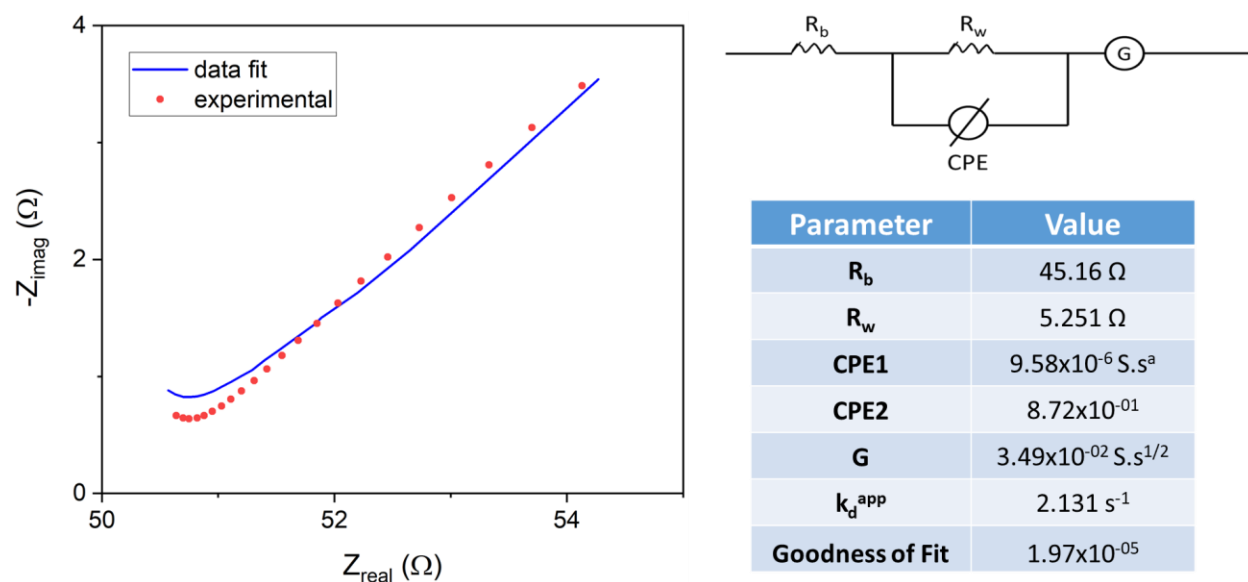 4
2
0
50
52
54
-Z_imag (Ω)
Z_real (Ω)
data fit
experimental
R_b
R_w
G
CPE
Parameter Value
R_b 45.16 Ω
R_w 5.251 Ω
CPE1 9.58x10^-6 S.s^a
CPE2 8.72x10^-01
G 3.49x10^-02 S.s^1/2
k_d^app 2.131 s^-1
Goodness of Fit 1.97x10^-05